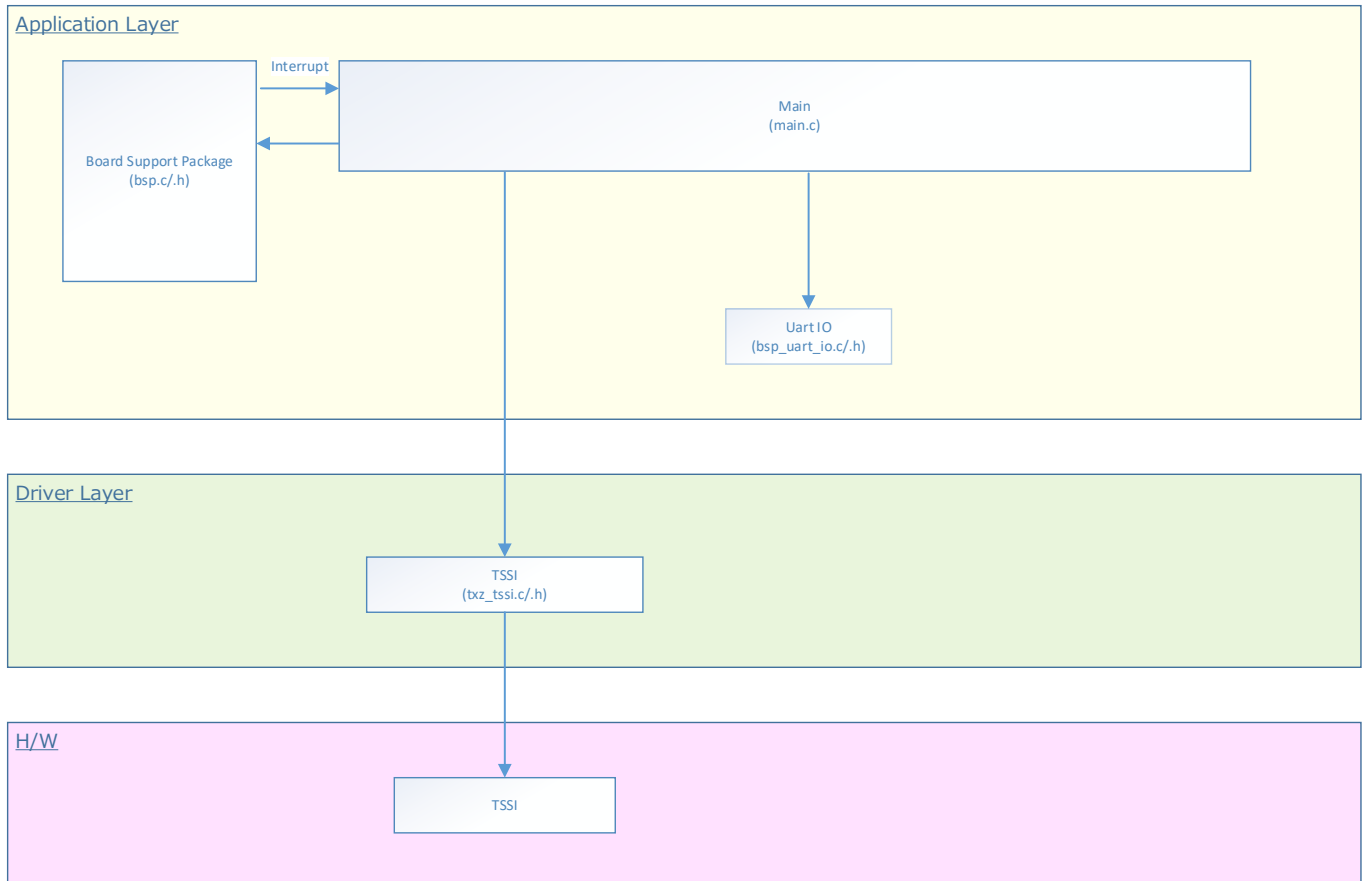 Application Layer
Interrupt
Main
(main.c)
Board Support Package
(bsp.c/.h)
Uart IO
(bsp_uart_io.c/.h)
Driver Layer
TSSI
(txz_tssi.c/.h)
H/W
TSSI